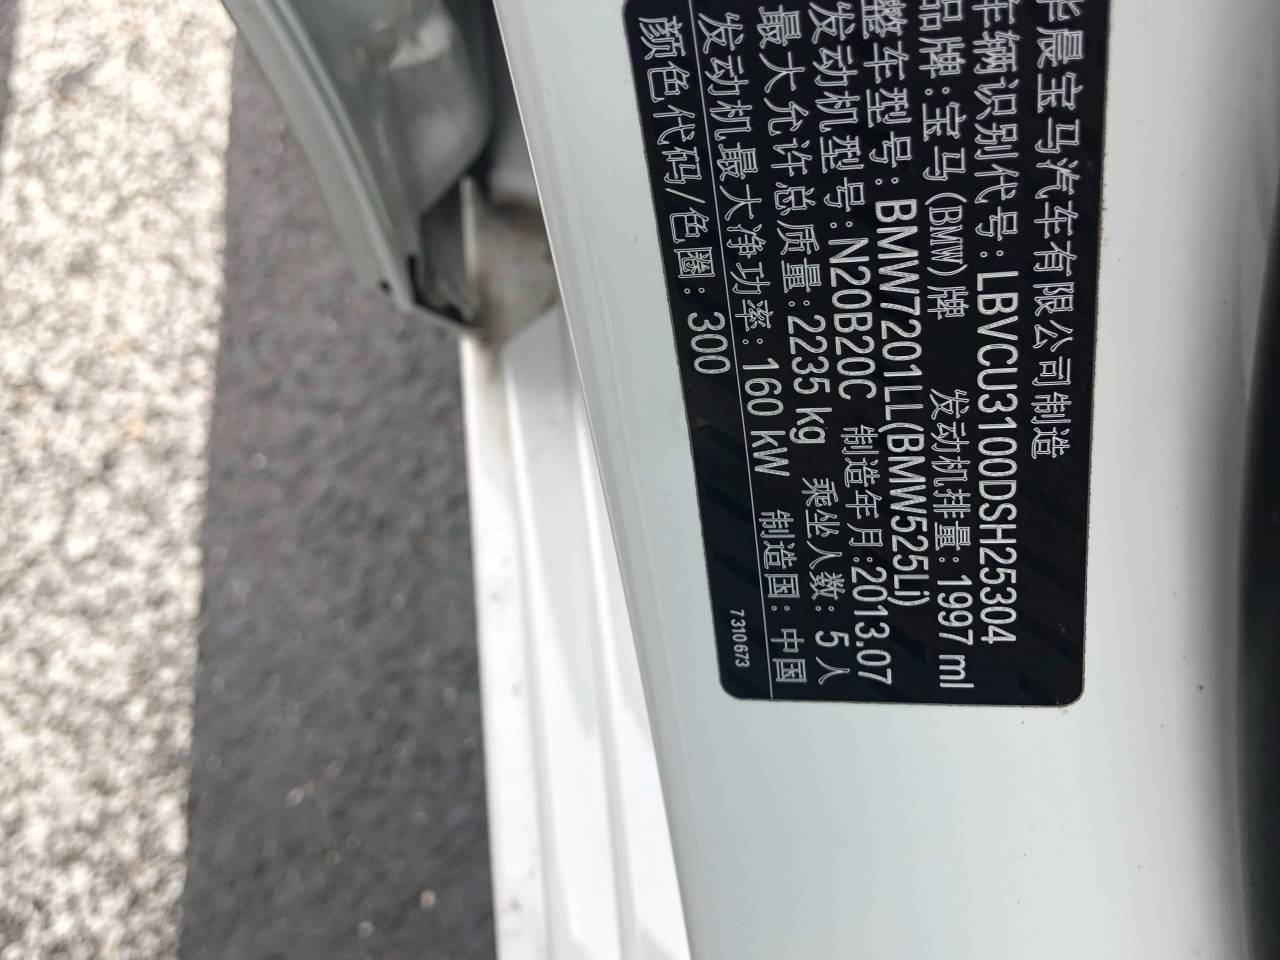 华晨宝马汽车有限公司制造
车辆识别代号:LBVCU3100DSH25304
品牌:宝马(BMW)牌 发动机排量:1997 ml
整车型号:BMW7201LL(BMW525Li)
发动机型号:N20B20C 制造年月:2013.07
最大允许总质量:2235 kg 乘坐人数:5人
发动机最大净功率:160 kW 制造国:中国
颜色代码/色圈:300
7310673